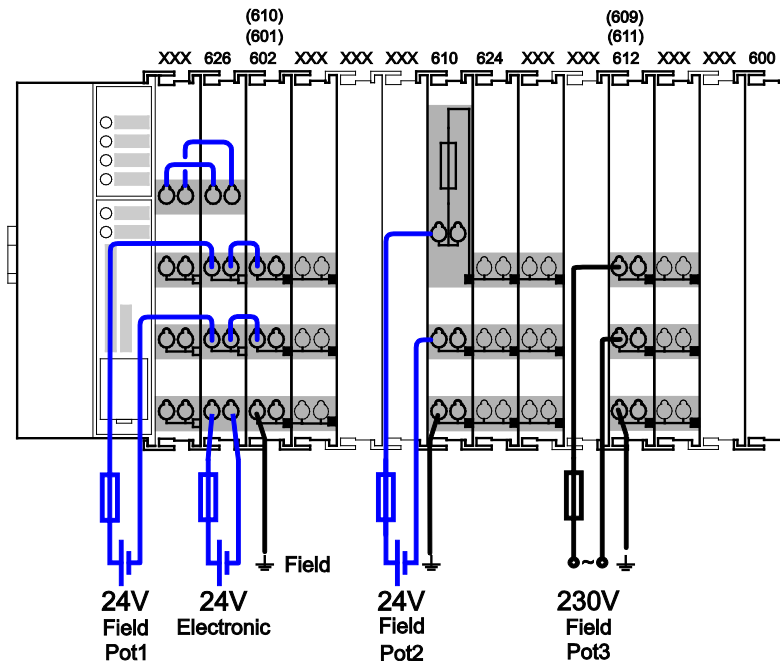 (610) (609)
(601) (611)
XXX 626 602 XXX XXX XXX 610 624 XXX XXX 612 XXX XXX 600
Field
24V 24V 24V 230V
Field Electronic Field Field
Pot1 Pot2 Pot3
~